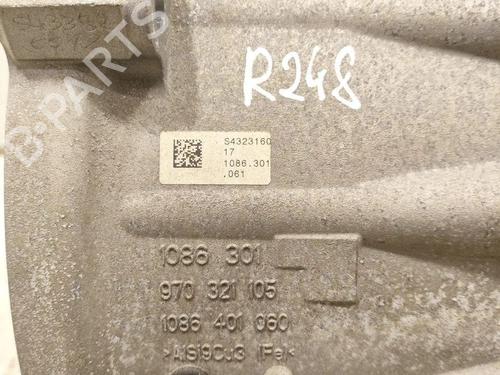 R248
S4323160
17
1086.301
.061
1086 301
970 321 105
1086 401 060
>AlSi9Cu3 (Fe)<
B-PARTS